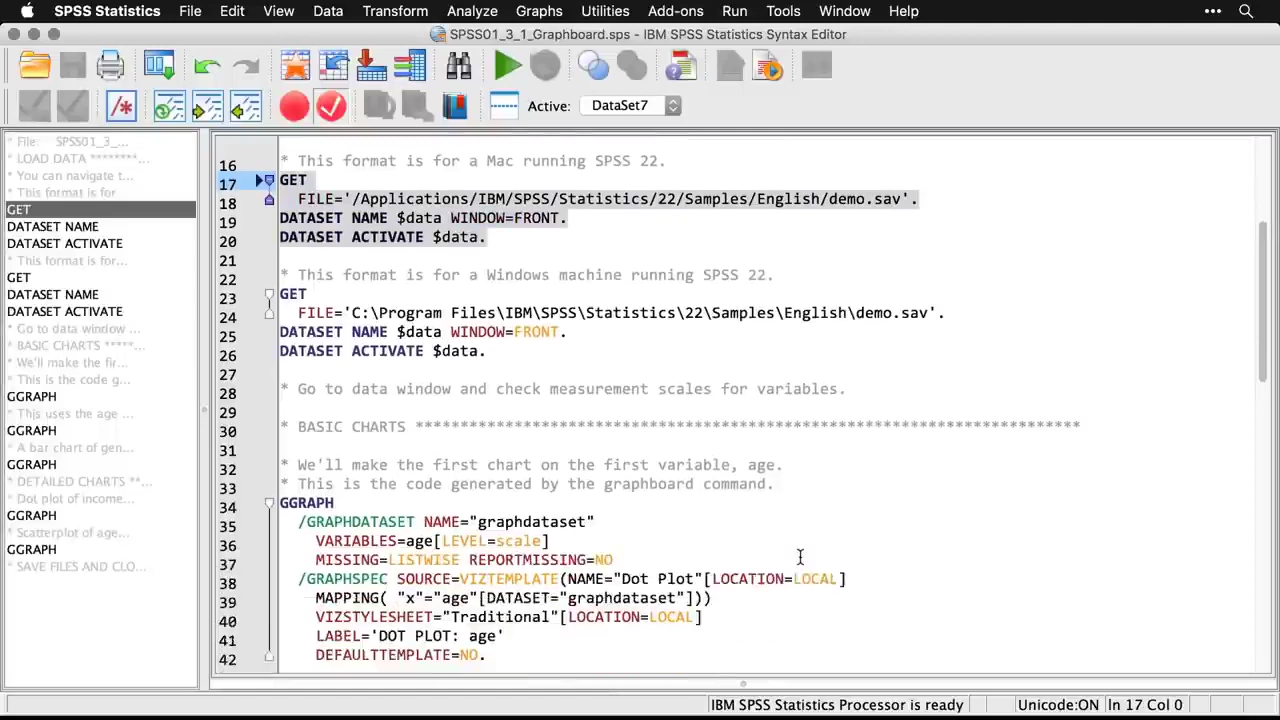 SPSS Statistics File Edit View Data Transform Analyze Graphs Utilities Add-ons Run Tools Window Help
SPSS01_3_1_Graphboard.sps - IBM SPSS Statistics Syntax Editor
Active: DataSet7
* File: SPSS01_3_...
* LOAD DATA ********...
* You can navigate t...
* This format is for
GET
DATASET NAME
DATASET ACTIVATE
* This format is for...
GET
DATASET NAME
DATASET ACTIVATE
* Go to data window ...
* BASIC CHARTS *****...
* We'll make the fir...
* This is the code g...
GGRAPH
* This uses the age ...
GGRAPH
* A bar chart of gen...
GGRAPH
* DETAILED CHARTS **...
* Dot plot of income...
GGRAPH
* Scatterplot of age...
GGRAPH
* SAVE FILES AND CLO...
16 * This format is for a Mac running SPSS 22.
17 GET
18 FILE='/Applications/IBM/SPSS/Statistics/22/Samples/English/demo.sav'.
19 DATASET NAME $data WINDOW=FRONT.
20 DATASET ACTIVATE $data.
21
22 * This format is for a Windows machine running SPSS 22.
23 GET
24 FILE='C:\Program Files\IBM\SPSS\Statistics\22\Samples\English\demo.sav'.
25 DATASET NAME $data WINDOW=FRONT.
26 DATASET ACTIVATE $data.
27
28 * Go to data window and check measurement scales for variables.
29
30 * BASIC CHARTS **************************************************************************
31
32 * We'll make the first chart on the first variable, age.
33 * This is the code generated by the graphboard command.
34 GGRAPH
35 /GRAPHDATASET NAME="graphdataset"
36 VARIABLES=age[LEVEL=scale]
37 MISSING=LISTWISE REPORTMISSING=NO
38 /GRAPHSPEC SOURCE=VIZTEMPLATE(NAME="Dot Plot"[LOCATION=LOCAL]
39 MAPPING( "x"="age"[DATASET="graphdataset"]))
40 VIZSTYLESHEET="Traditional"[LOCATION=LOCAL]
41 LABEL='DOT PLOT: age'
42 DEFAULTTEMPLATE=NO.
IBM SPSS Statistics Processor is ready Unicode:ON In 17 Col 0